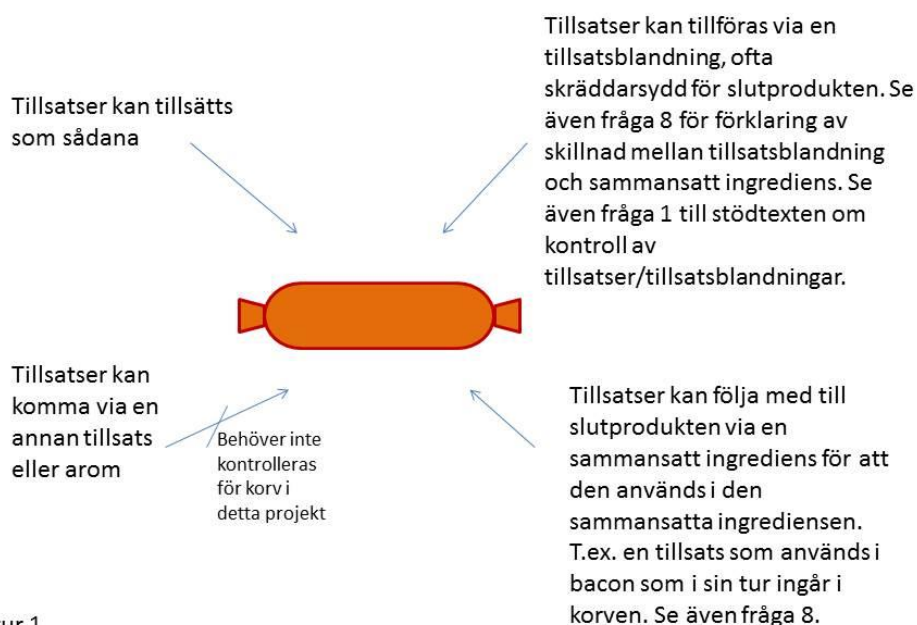 Tillsatser kan tillsätts
som sådana
Tillsatser kan tillföras via en
tillsatsblandning, ofta
skräddarsydd för slutprodukten. Se
även fråga 8 för förklaring av
skillnad mellan tillsatsblandning
och sammansatt ingrediens. Se
även fråga 1 till stödtexten om
kontroll av
tillsatser/tillsatsblandningar.
Tillsatser kan
komma via en
annan tillsats
eller arom
Behöver inte
kontrolleras
för korv i
detta projekt
Tillsatser kan följa med till
slutprodukten via en
sammansatt ingrediens för att
den används i den
sammansatta ingrediensen.
T.ex. en tillsats som används i
bacon som i sin tur ingår i
korven. Se även fråga 8.